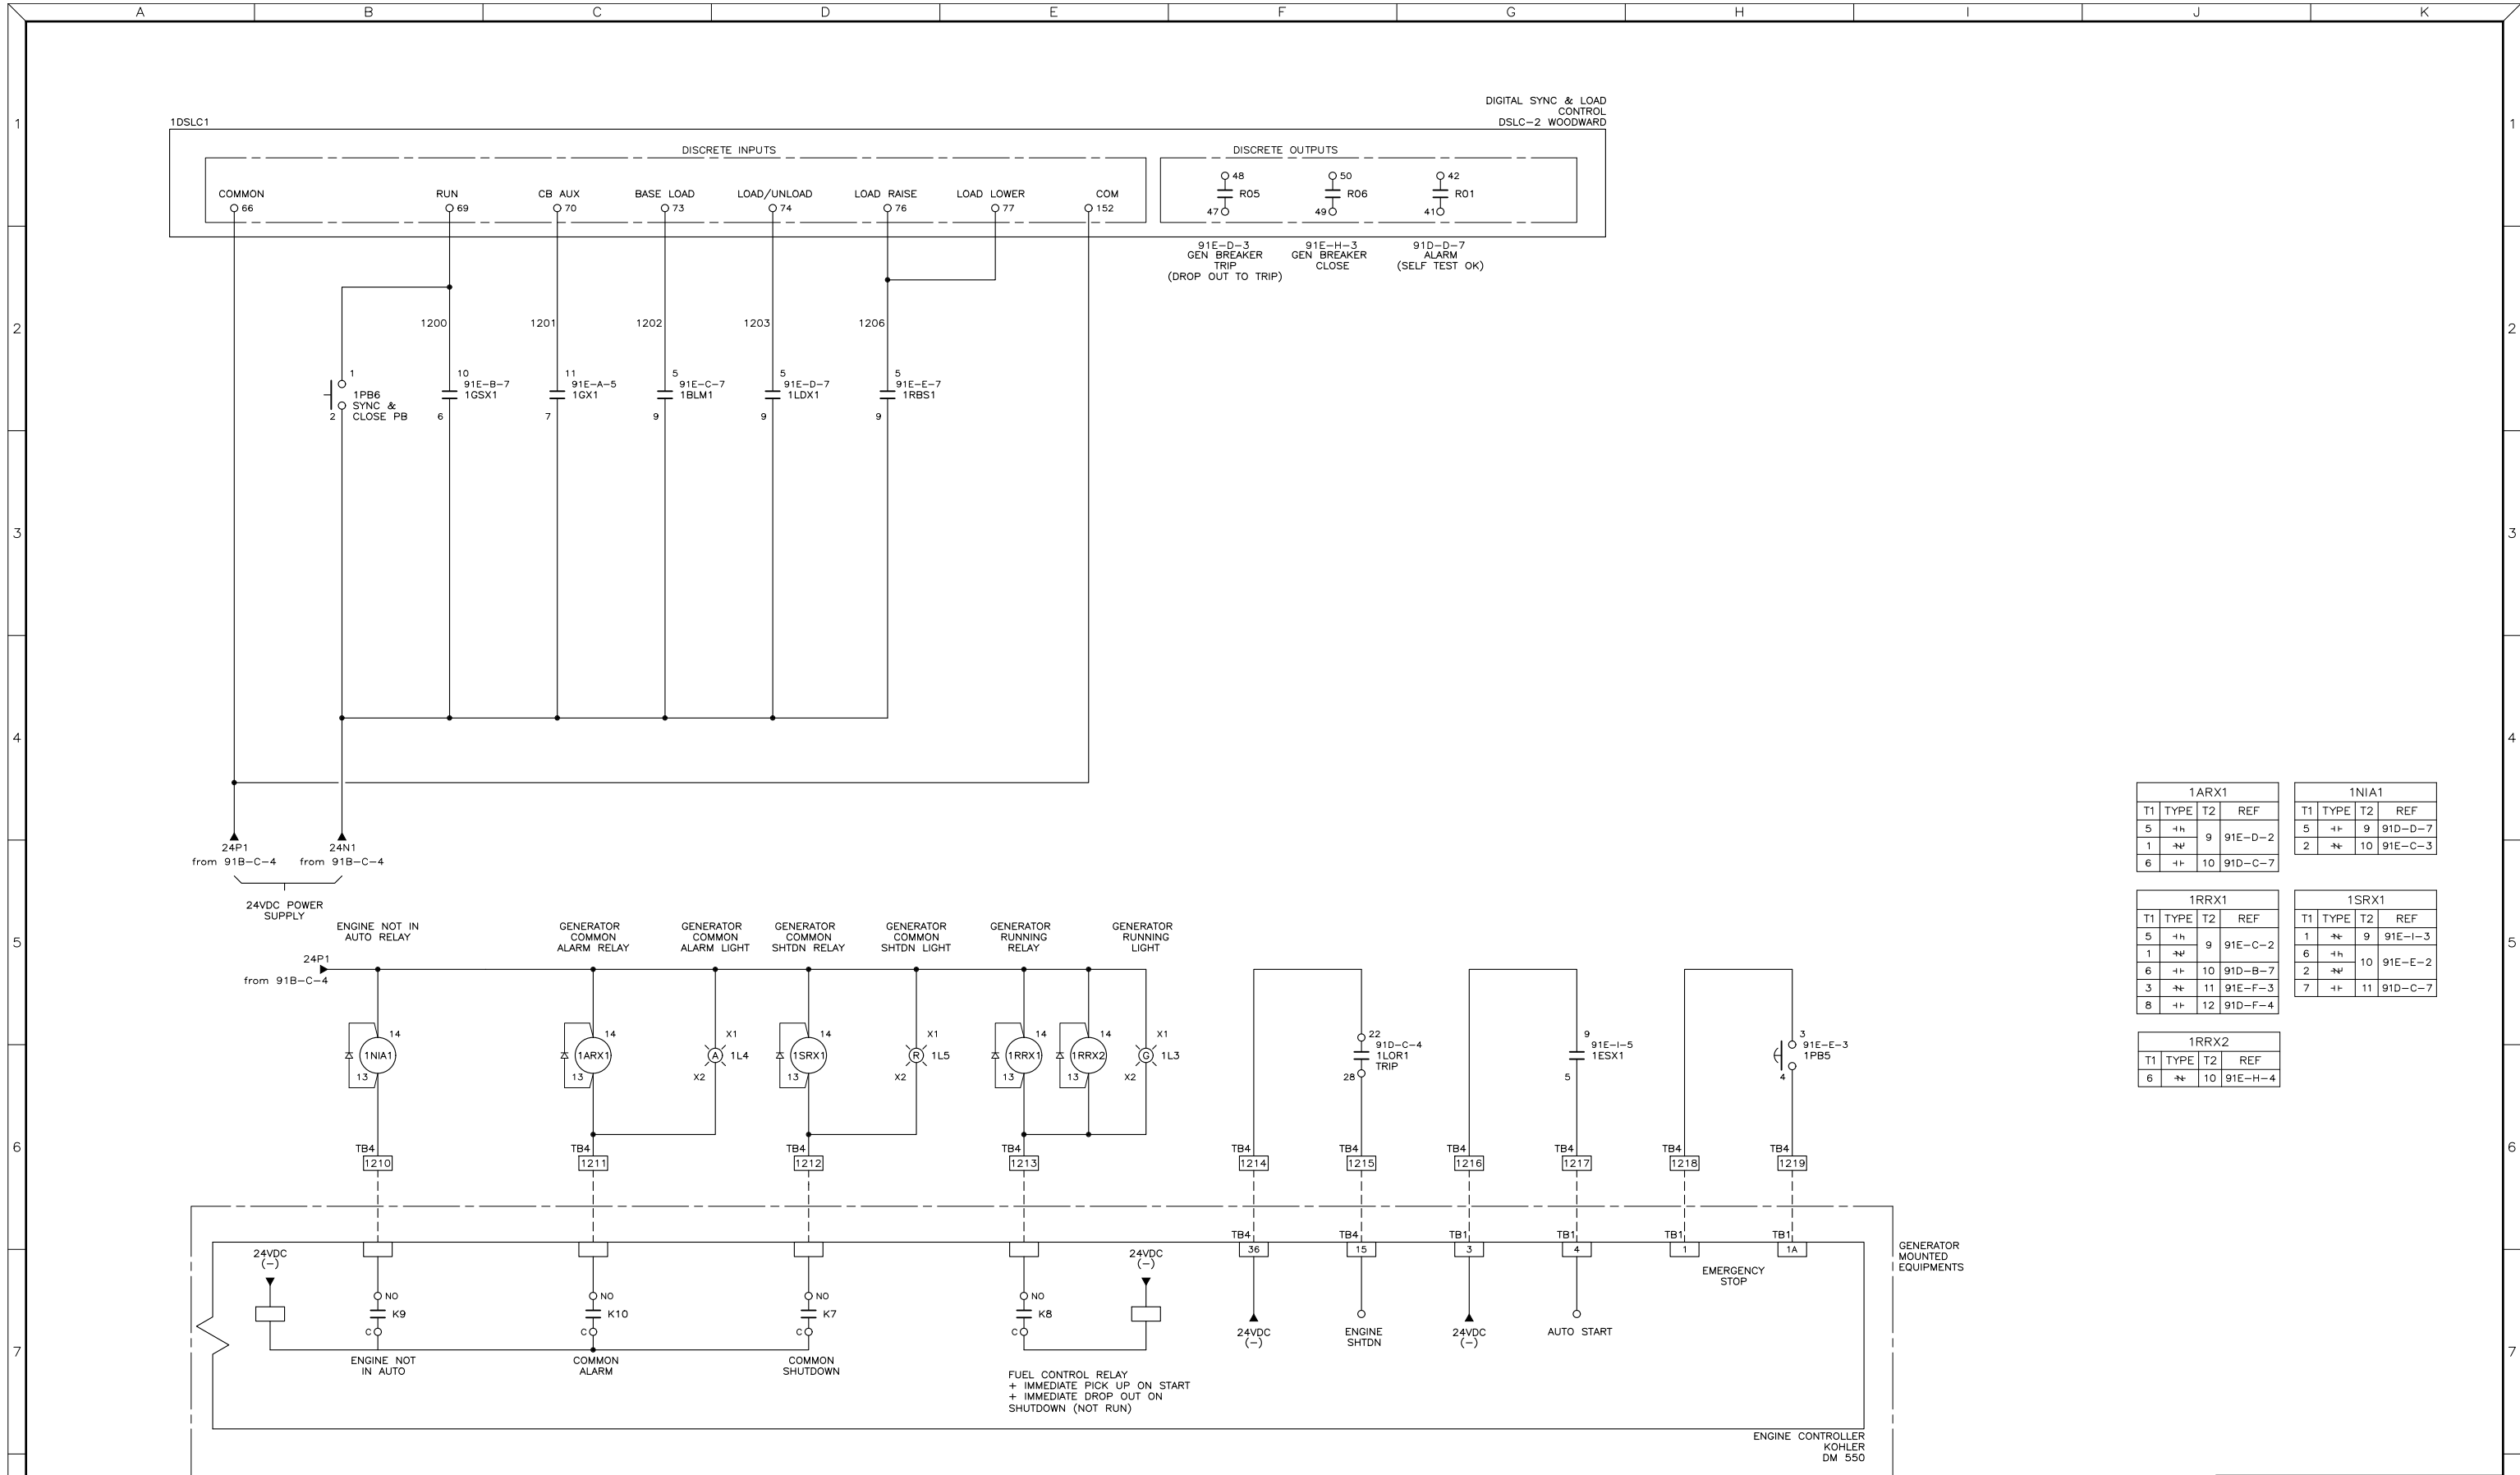 A B C D E F G H I J K
1 1
2 2
3 3
4 4
5 5
6 6
7 7
DIGITAL SYNC & LOAD
CONTROL
DSLC-2 WOODWARD
1DSLC1
DISCRETE INPUTS
DISCRETE OUTPUTS
COMMON RUN CB AUX BASE LOAD LOAD/UNLOAD LOAD RAISE LOAD LOWER COM
66 69 70 73 74 76 77 152
48 50 42
R05 R06 R01
47 49 41
91E-D-3
GEN BREAKER
TRIP
(DROP OUT TO TRIP)
91E-H-3
GEN BREAKER
CLOSE
91D-D-7
ALARM
(SELF TEST OK)
1200 1201 1202 1203 1206
1
1PB6
SYNC &
2 CLOSE PB
10
91E-B-7
1GSX1
6
11
91E-A-5
1GX1
7
5
91E-C-7
1BLM1
9
5
91E-D-7
1LDX1
9
5
91E-E-7
1RBS1
9
24P1
from 91B-C-4
24N1
from 91B-C-4
24VDC POWER
SUPPLY
1ARX1
T1 TYPE T2 REF
5 9 91E-D-2
1
6 10 91D-C-7
1NIA1
T1 TYPE T2 REF
5 9 91D-D-7
2 10 91E-C-3
1RRX1
T1 TYPE T2 REF
5 9 91E-C-2
1
6 10 91D-B-7
3 11 91E-F-3
8 12 91D-F-4
1SRX1
T1 TYPE T2 REF
1 9 91E-I-3
6 10 91E-E-2
2
7 11 91D-C-7
1RRX2
T1 TYPE T2 REF
6 10 91E-H-4
ENGINE NOT IN
AUTO RELAY
GENERATOR
COMMON
ALARM RELAY
GENERATOR
COMMON
ALARM LIGHT
GENERATOR
COMMON
SHTDN RELAY
GENERATOR
COMMON
SHTDN LIGHT
GENERATOR
RUNNING
RELAY
GENERATOR
RUNNING
LIGHT
24P1
from 91B-C-4
14
1NIA1
13
14
1ARX1
13
X1
A 1L4
X2
14
1SRX1
13
X1
R 1L5
X2
14
1RRX1
13
14
1RRX2
13
X1
G 1L3
X2
22
91D-C-4
1LOR1
TRIP
28
9
91E-I-5
1ESX1
5
3
91E-E-3
1PB5
4
TB4 TB4 TB4 TB4 TB4 TB4 TB4 TB4 TB4 TB4
1210 1211 1212 1213 1214 1215 1216 1217 1218 1219
TB4 TB4 TB1 TB1 TB1 TB1
36 15 3 4 1 1A
GENERATOR
MOUNTED
EQUIPMENTS
24VDC
(-)
NO
K9
C
NO
K10
C
NO
K7
C
NO
K8
C
24VDC
(-)
EMERGENCY
STOP
24VDC
(-)
ENGINE
SHTDN
24VDC
(-)
AUTO START
ENGINE NOT
IN AUTO
COMMON
ALARM
COMMON
SHUTDOWN
FUEL CONTROL RELAY
+ IMMEDIATE PICK UP ON START
+ IMMEDIATE DROP OUT ON
SHUTDOWN (NOT RUN)
ENGINE CONTROLLER
KOHLER
DM 550